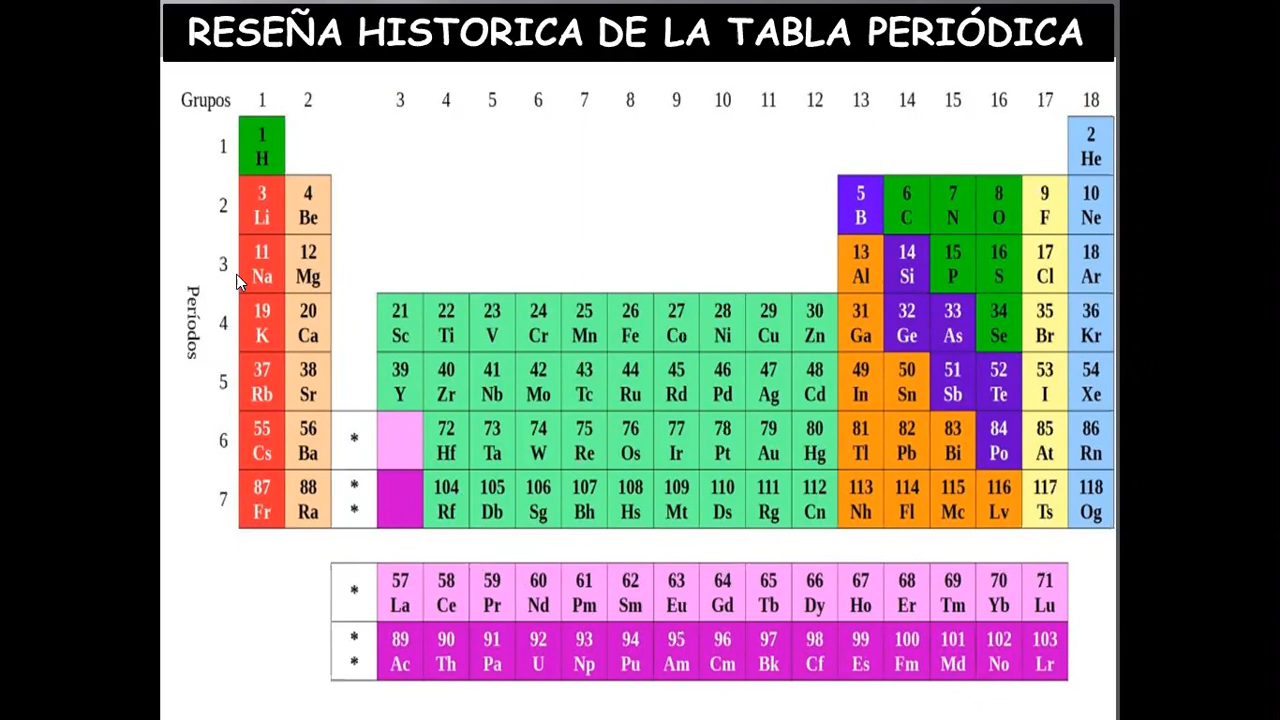 RESEÑA HISTORICA DE LA TABLA PERIÓDICA
Grupos 1 2 3 4 5 6 7 8 9 10 11 12 13 14 15 16 17 18
Períodos
1
1 2
H He
2
3 4 5 6 7 8 9 10
Li Be B C N O F Ne
3
11 12 13 14 15 16 17 18
Na Mg Al Si P S Cl Ar
4
19 20 21 22 23 24 25 26 27 28 29 30 31 32 33 34 35 36
K Ca Sc Ti V Cr Mn Fe Co Ni Cu Zn Ga Ge As Se Br Kr
5
37 38 39 40 41 42 43 44 45 46 47 48 49 50 51 52 53 54
Rb Sr Y Zr Nb Mo Tc Ru Rd Pd Ag Cd In Sn Sb Te I Xe
6
55 56 * 72 73 74 75 76 77 78 79 80 81 82 83 84 85 86
Cs Ba Hf Ta W Re Os Ir Pt Au Hg Tl Pb Bi Po At Rn
7
87 88 * 104 105 106 107 108 109 110 111 112 113 114 115 116 117 118
Fr Ra * Rf Db Sg Bh Hs Mt Ds Rg Cn Nh Fl Mc Lv Ts Og
* 57 58 59 60 61 62 63 64 65 66 67 68 69 70 71
La Ce Pr Nd Pm Sm Eu Gd Tb Dy Ho Er Tm Yb Lu
* 89 90 91 92 93 94 95 96 97 98 99 100 101 102 103
* Ac Th Pa U Np Pu Am Cm Bk Cf Es Fm Md No Lr